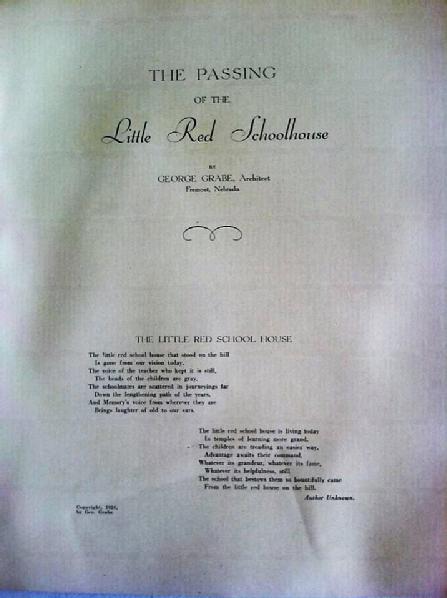 THE PASSING
OF THE
Little Red Schoolhouse
BY
GEORGE GRABE, Architect
Fremont, Nebraska
THE LITTLE RED SCHOOL HOUSE
The little red school house that stood on the hill
Is gone from our vision today.
The voice of the teacher who kept it is still,
The heads of the children are gray.
The schoolmates are scattered in journeyings far
Down the lengthening path of the years,
And Memory's voice from wherever they are
Brings laughter of old to our ears.
The little red school house is living today
In temples of learning more grand.
The children are treading an easier way,
Advantage awaits their command.
Whatever its grandeur, whatever its fame,
Whatever its helpfulness, still
The school that bestows them so bountifully came
From the little red house on the hill.
Author Unknown.
Copyright,
by Geo. Grabe